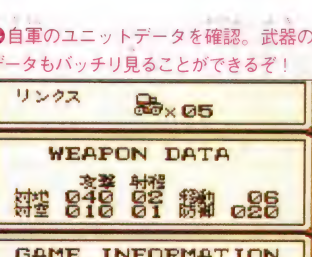 自軍のユニットデータを確認。武器の
データもバッチリ見ることができるぞ！
リンクス ×05
WEAPON DATA
攻撃 射程
対地 040 02 移動 06
対空 010 01 防御 020
GAME INFORMATION